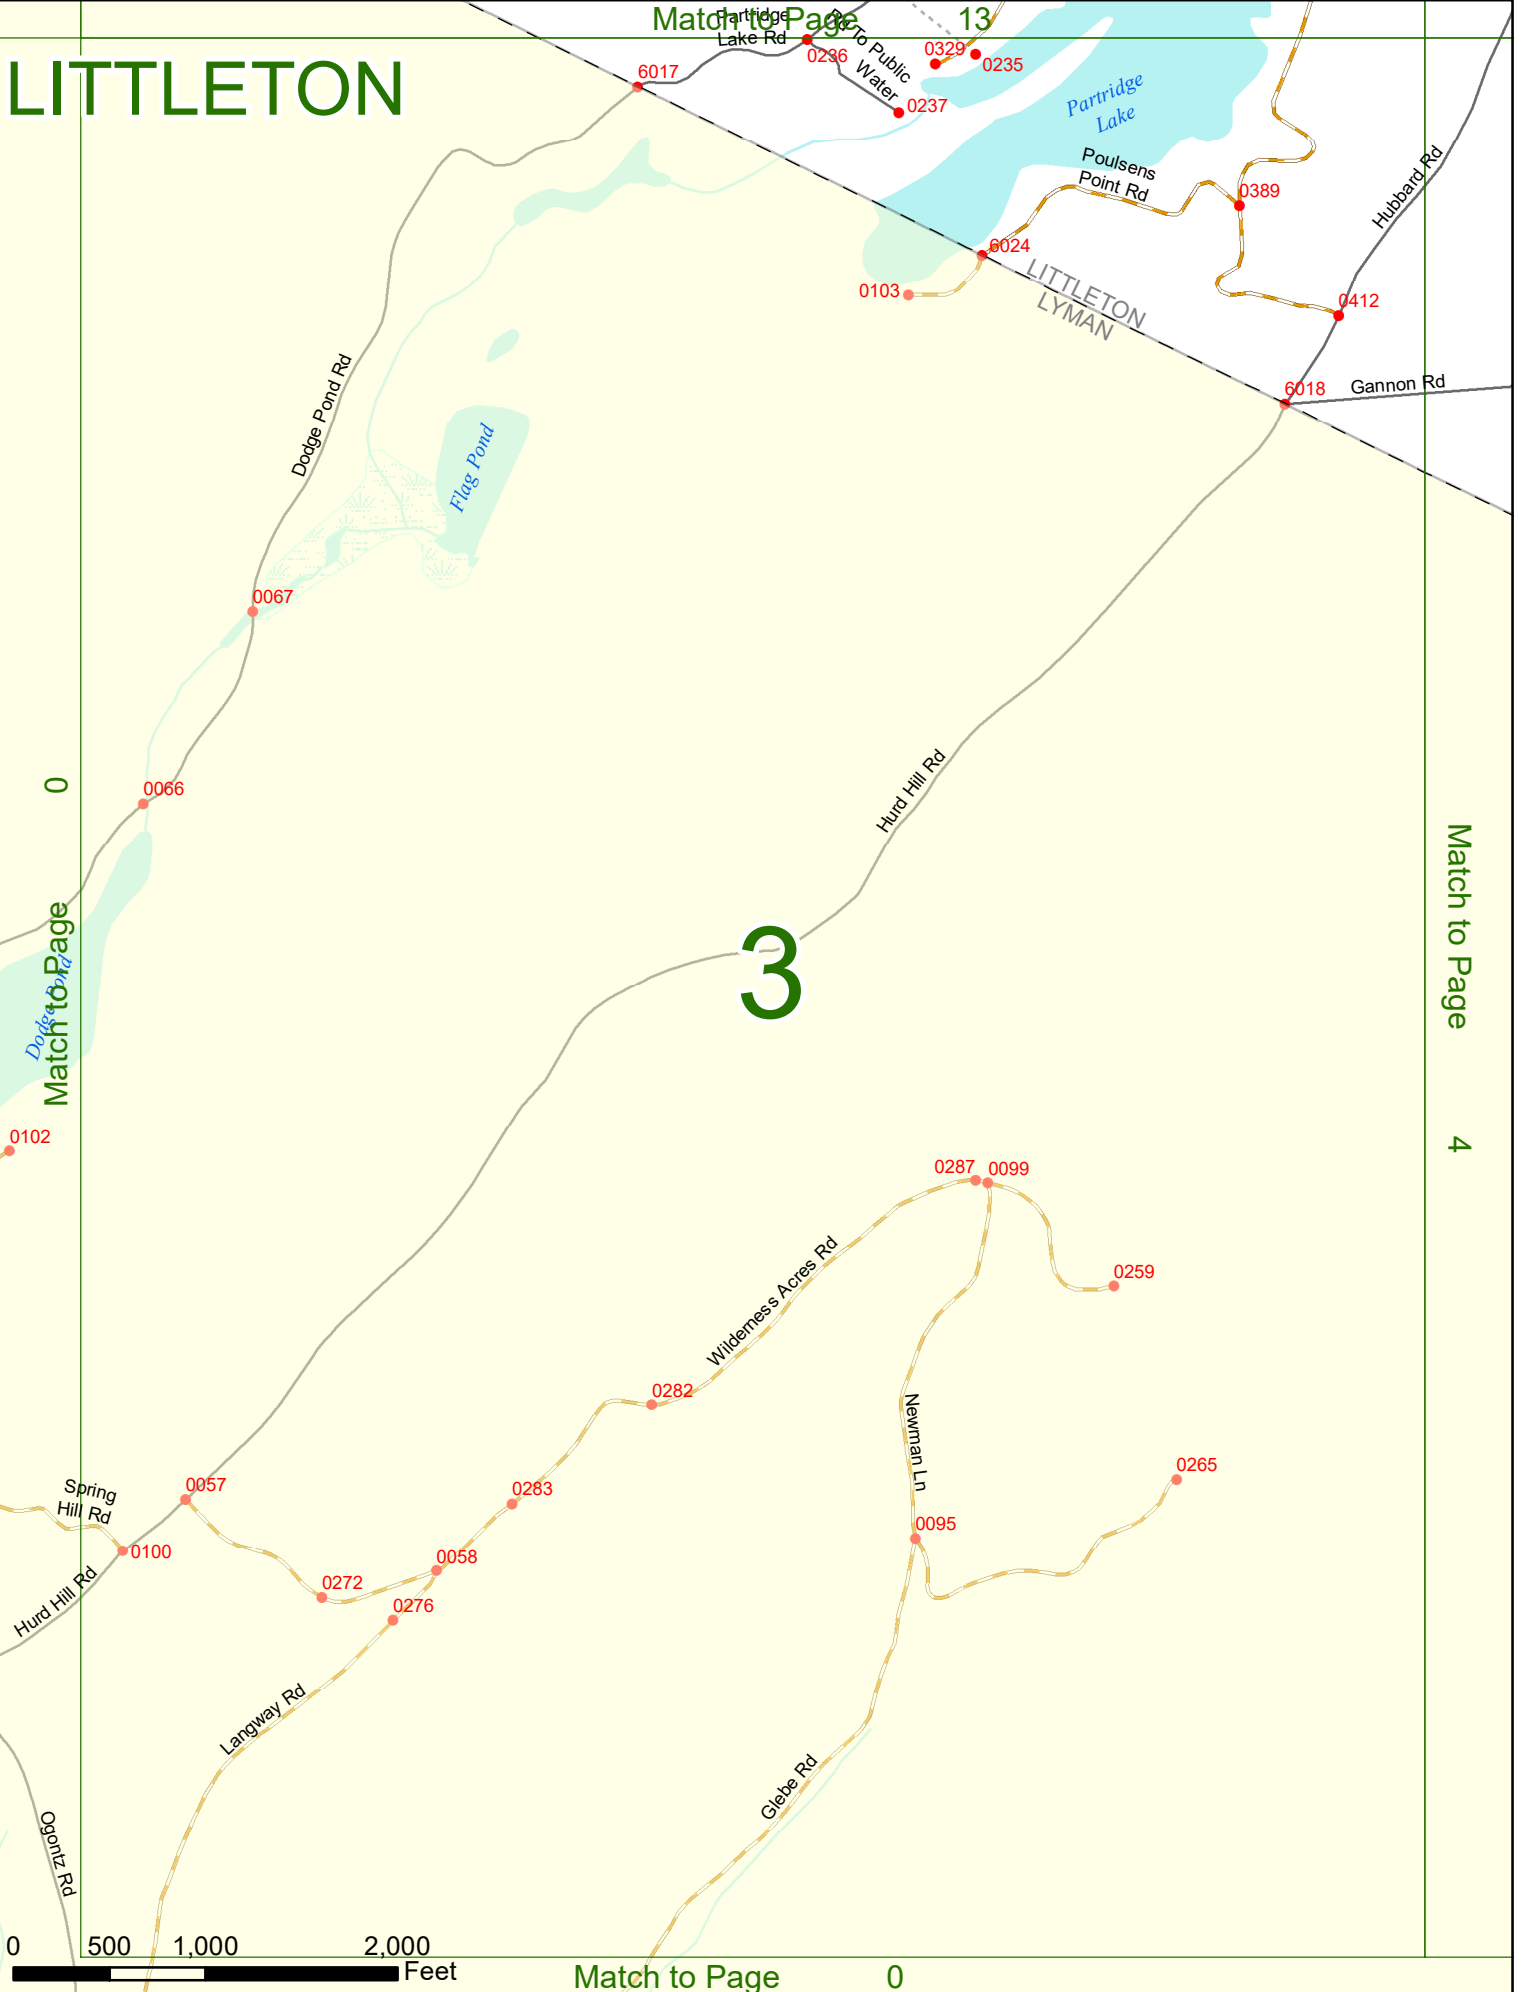 Match to Page 13
Partridge
Lake Rd
Rd To Public
Water
LITTLETON
6017
0236
0329
0235
0237
Partridge
Lake
Poulsens
Point Rd
0389
Hubbard Rd
6024
0103
LITTLETON
LYMAN
0412
6018
Gannon Rd
Dodge Pond Rd
Flag Pond
0067
0066
Hurd Hill Rd
Match to Page 0
Dodge Pond
3
Match to Page 4
0102
0287
0099
0259
Wilderness Acres Rd
0282
Newman Ln
0265
Spring
Hill Rd
0057
0283
0095
0100
0058
Hurd Hill Rd
0272
0276
Langway Rd
Glebe Rd
Ogontz Rd
0 500 1,000 2,000
Feet
Match to Page 0